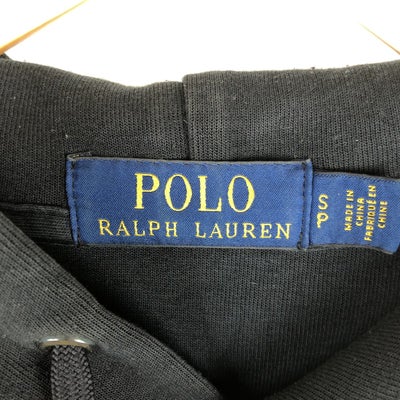 POLO
RALPH LAUREN
S
P
MADE IN
CHINA
FABRIQUÉ EN
CHINE